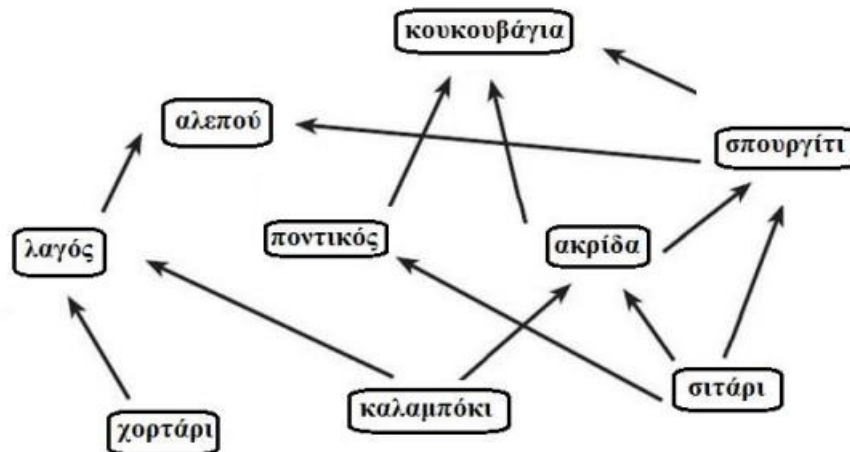 κουκουβάγια
αλεπού
σπουργίτι
λαγός
ποντικός
ακρίδα
σιτάρι
καλαμπόκι
χορτάρι